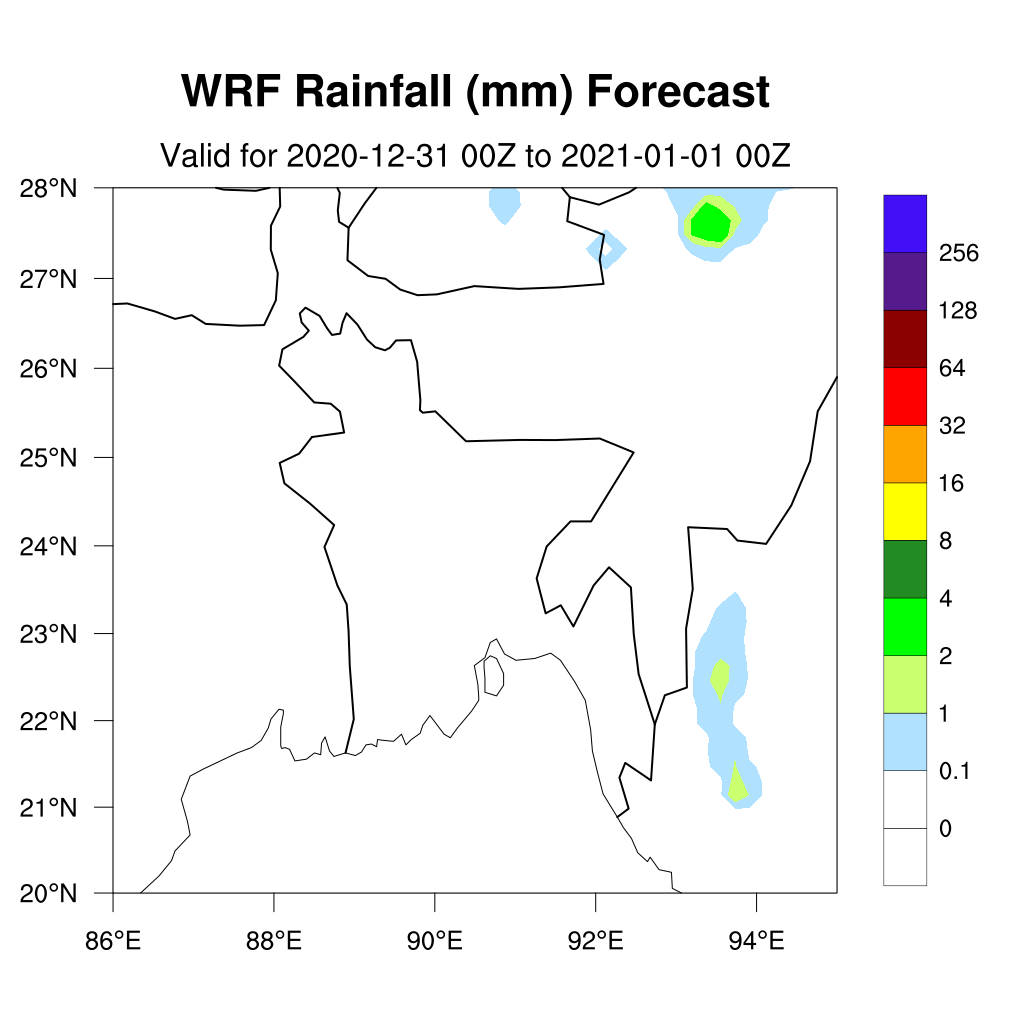 WRF Rainfall (mm) Forecast
Valid for 2020-12-31 00Z to 2021-01-01 00Z
28°N
27°N
26°N
25°N
24°N
23°N
22°N
21°N
20°N
86°E
88°E
90°E
92°E
94°E
256
128
64
32
16
8
4
2
1
0.1
0